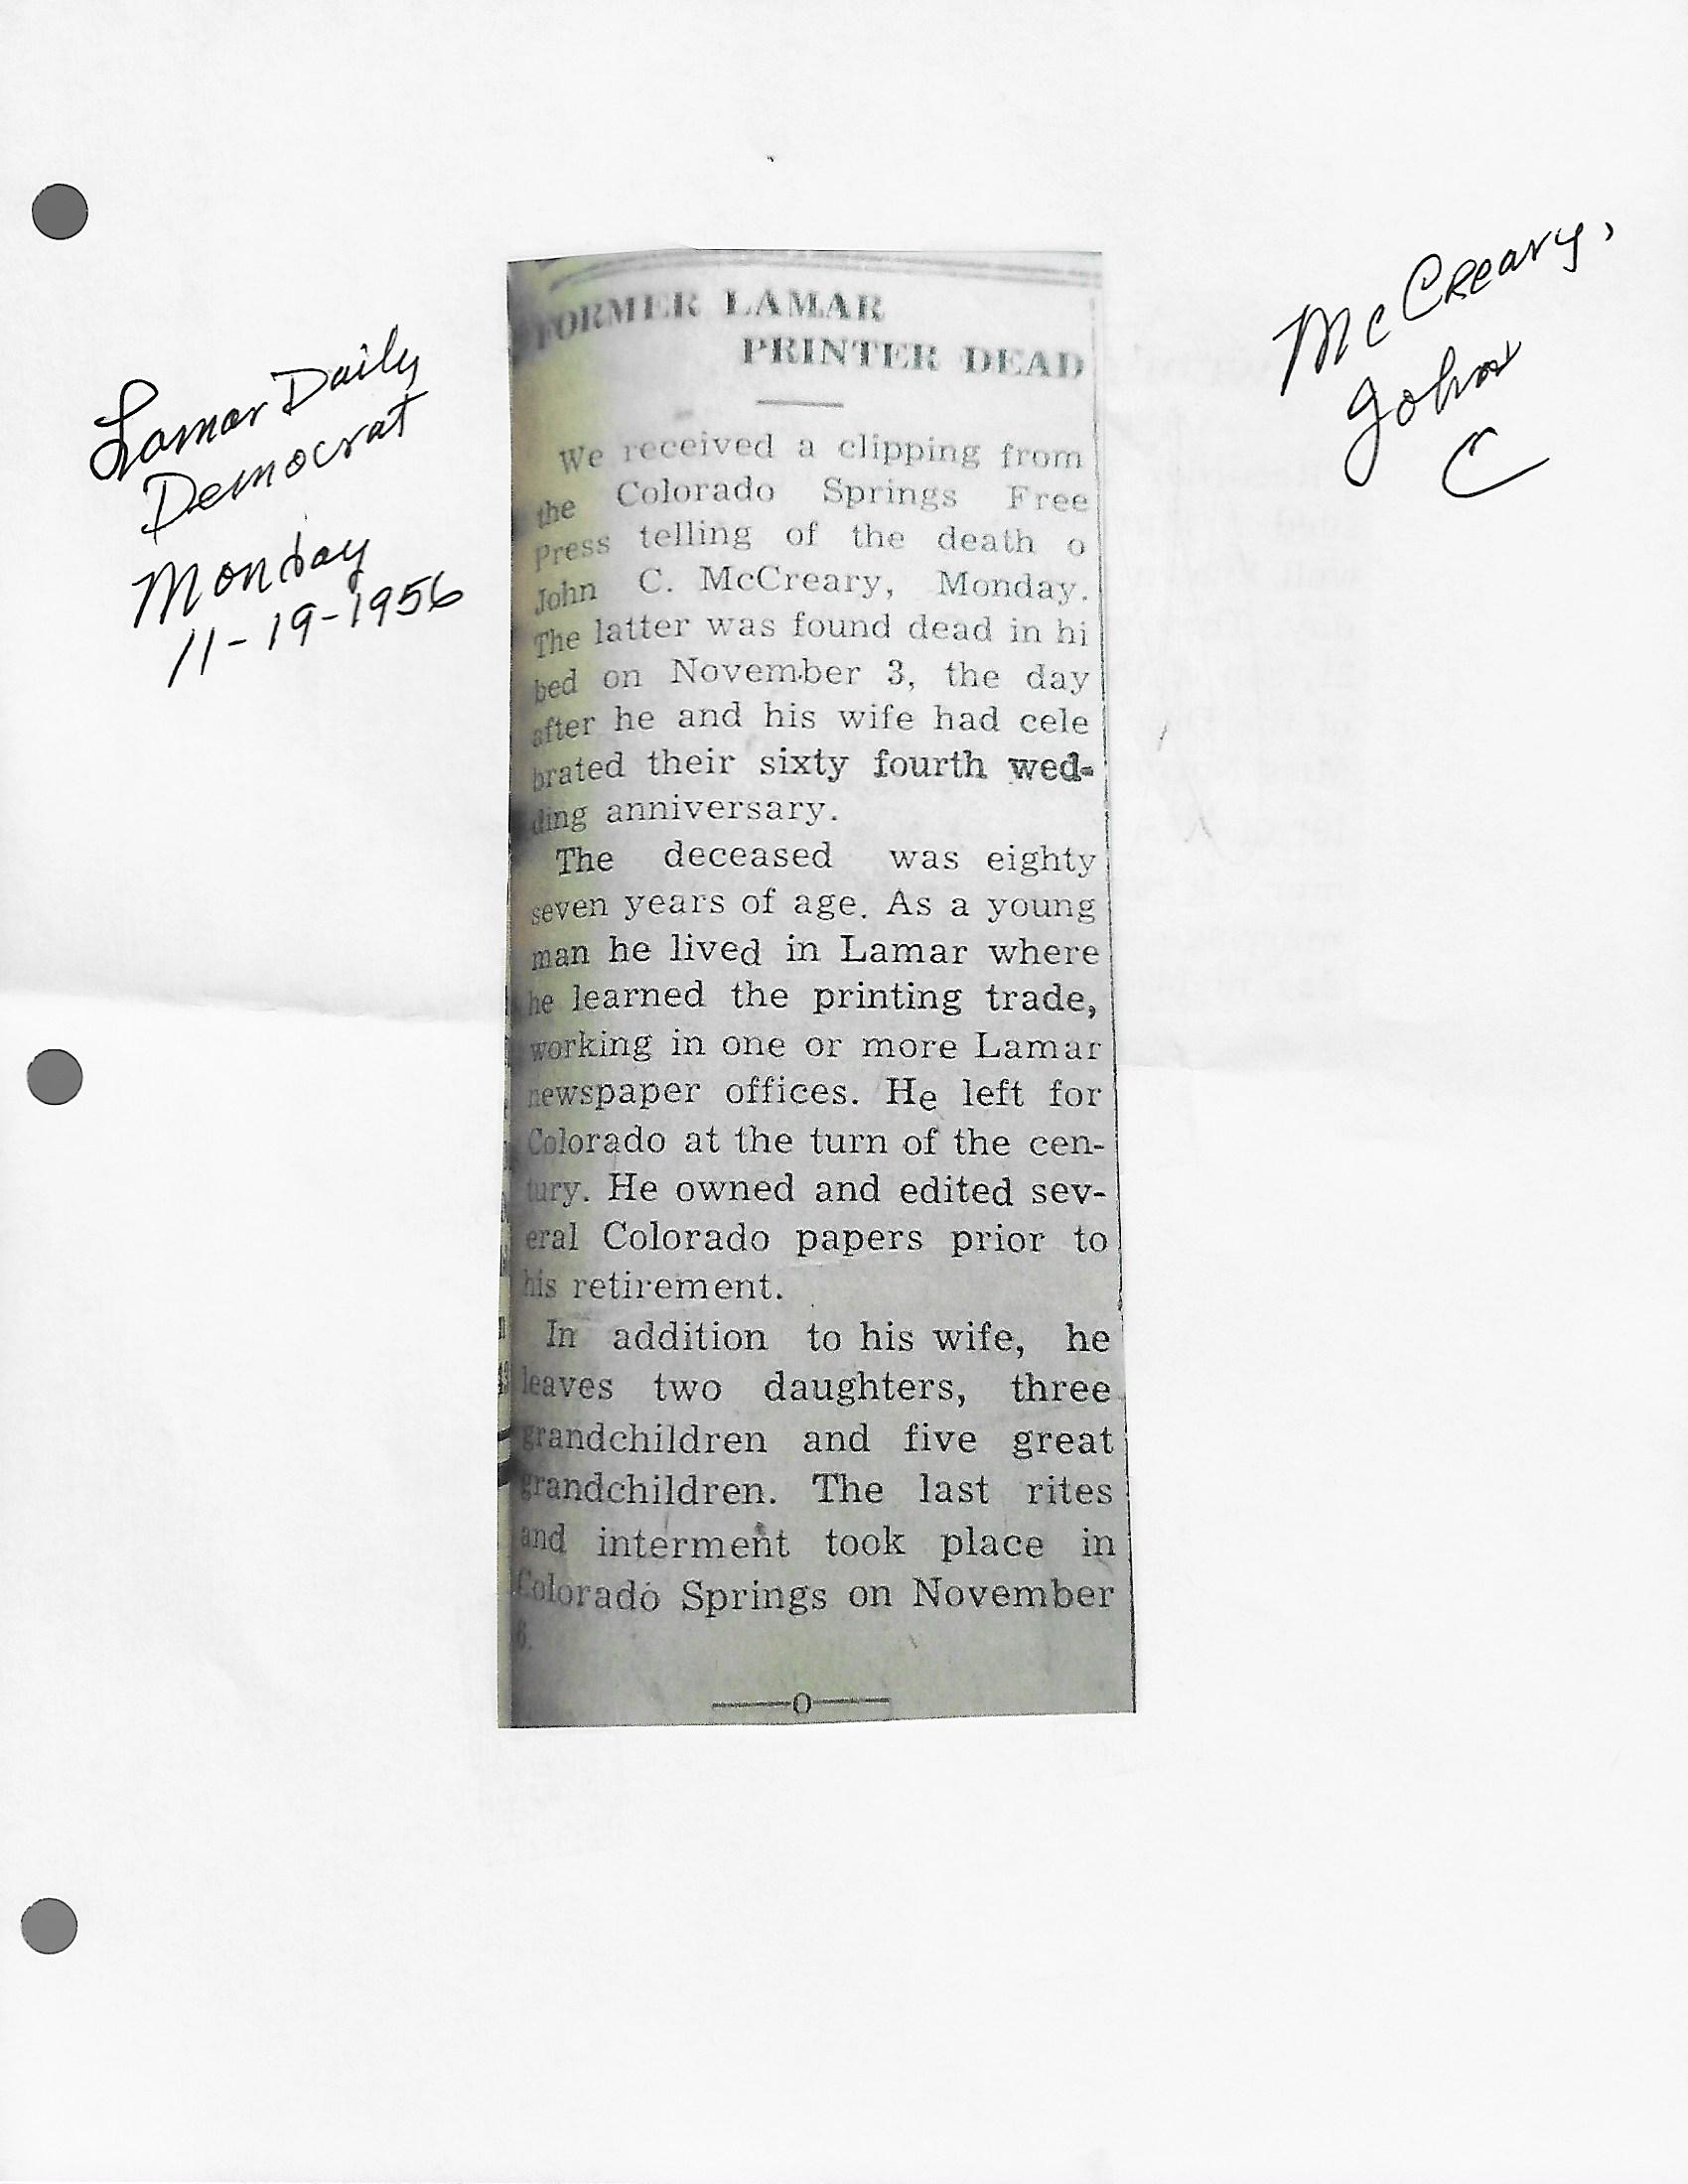 Lamar Daily
Democrat
Monday
11-19-1956
McCreary,
John
C
FORMER LAMAR
PRINTER DEAD
We received a clipping from
the Colorado Springs Free
Press telling of the death o
John C. McCreary, Monday.
The latter was found dead in hi
bed on November 3, the day
after he and his wife had cele
brated their sixty fourth wed-
ding anniversary.
The deceased was eighty
seven years of age. As a young
man he lived in Lamar where
he learned the printing trade,
working in one or more Lamar
newspaper offices. He left for
Colorado at the turn of the cen-
tury. He owned and edited sev-
eral Colorado papers prior to
his retirement.
In addition to his wife, he
leaves two daughters, three
grandchildren and five great
grandchildren. The last rites
and interment took place in
Colorado Springs on November
6.